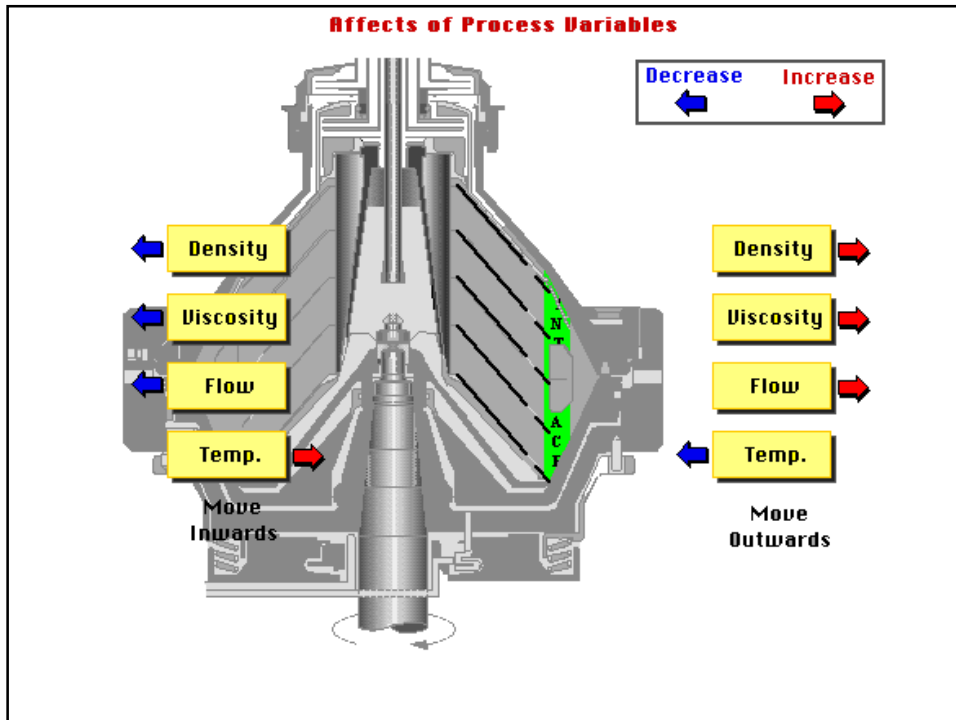 Affects of Process Variables
Decrease Increase
Density
Viscosity
Flow
Temp.
Move
Inwards
Density
Viscosity
Flow
Temp.
Move
Outwards